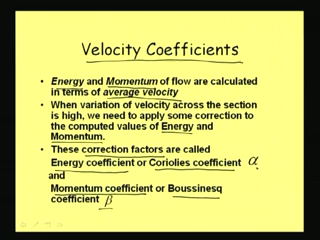 Velocity Coefficients
• Energy and Momentum of flow are calculated
in terms of average velocity
• When variation of velocity across the section
is high, we need to apply some correction to
the computed values of Energy and
Momentum.
• These correction factors are called
Energy coefficient or Coriolies coefficient α.
and
Momentum coefficient or Boussinesq
coefficient β